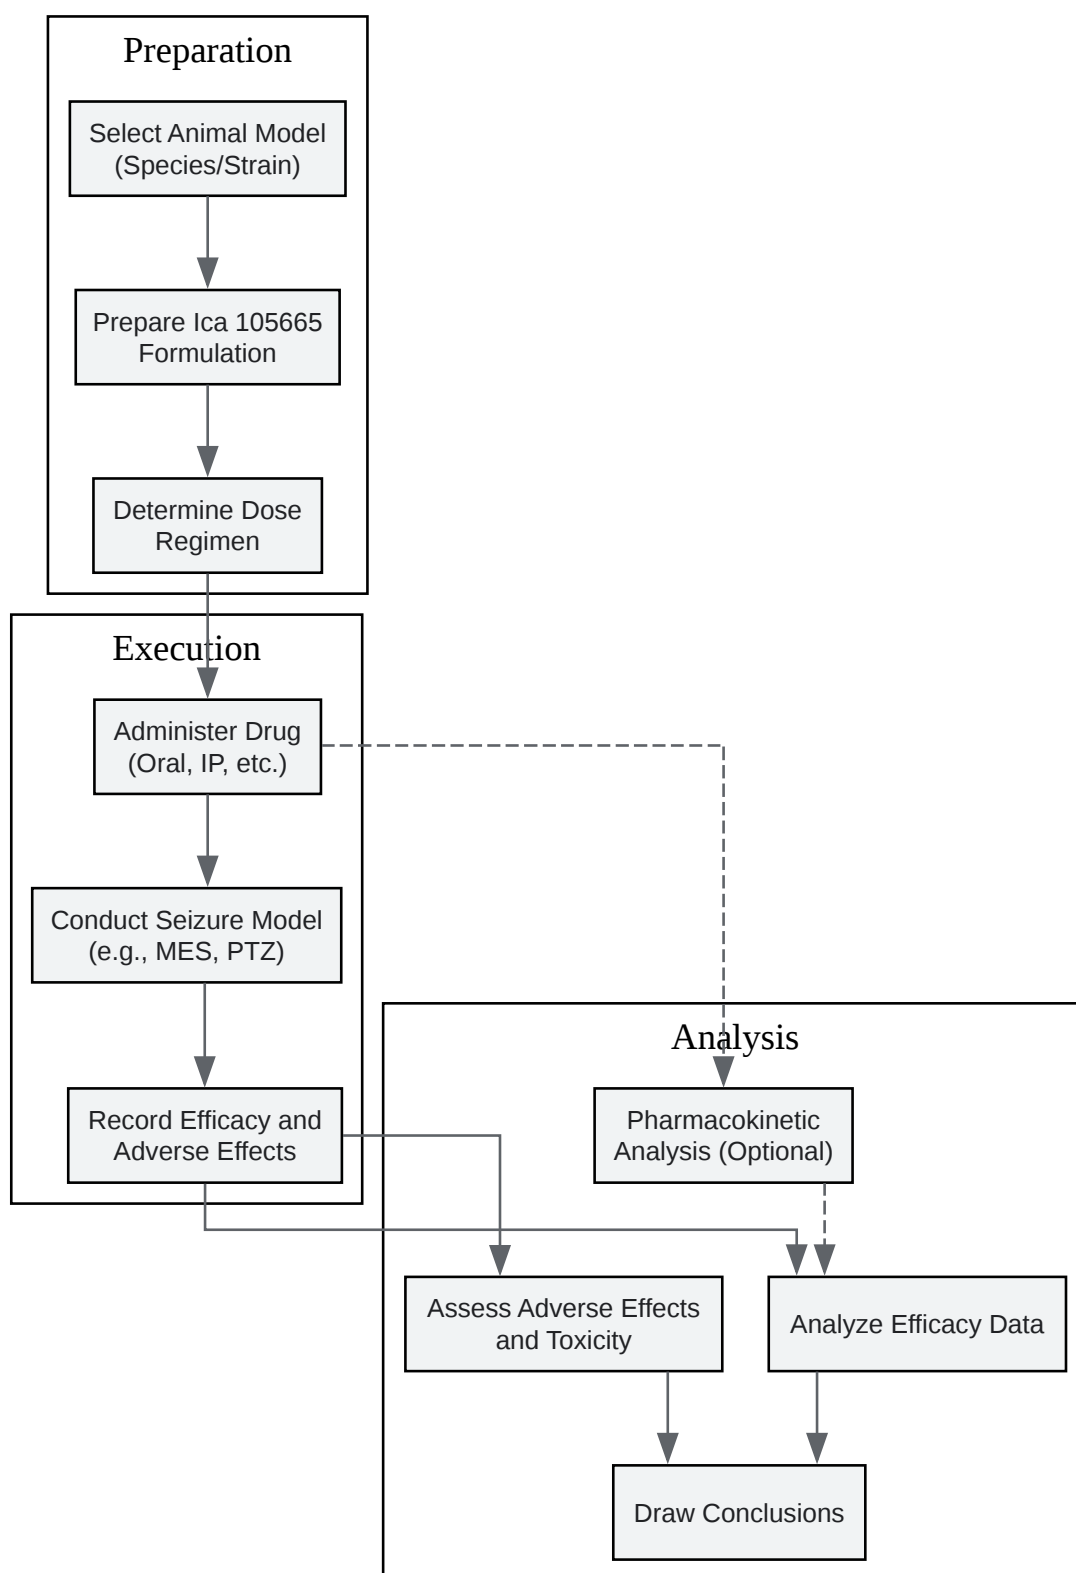 Preparation
Select Animal Model
(Species/Strain)
Prepare Ica 105665
Formulation
Determine Dose
Regimen
Execution
Administer Drug
(Oral, IP, etc.)
Conduct Seizure Model
(e.g., MES, PTZ)
Record Efficacy and
Adverse Effects
Analysis
Pharmacokinetic
Analysis (Optional)
Assess Adverse Effects
and Toxicity
Analyze Efficacy Data
Draw Conclusions